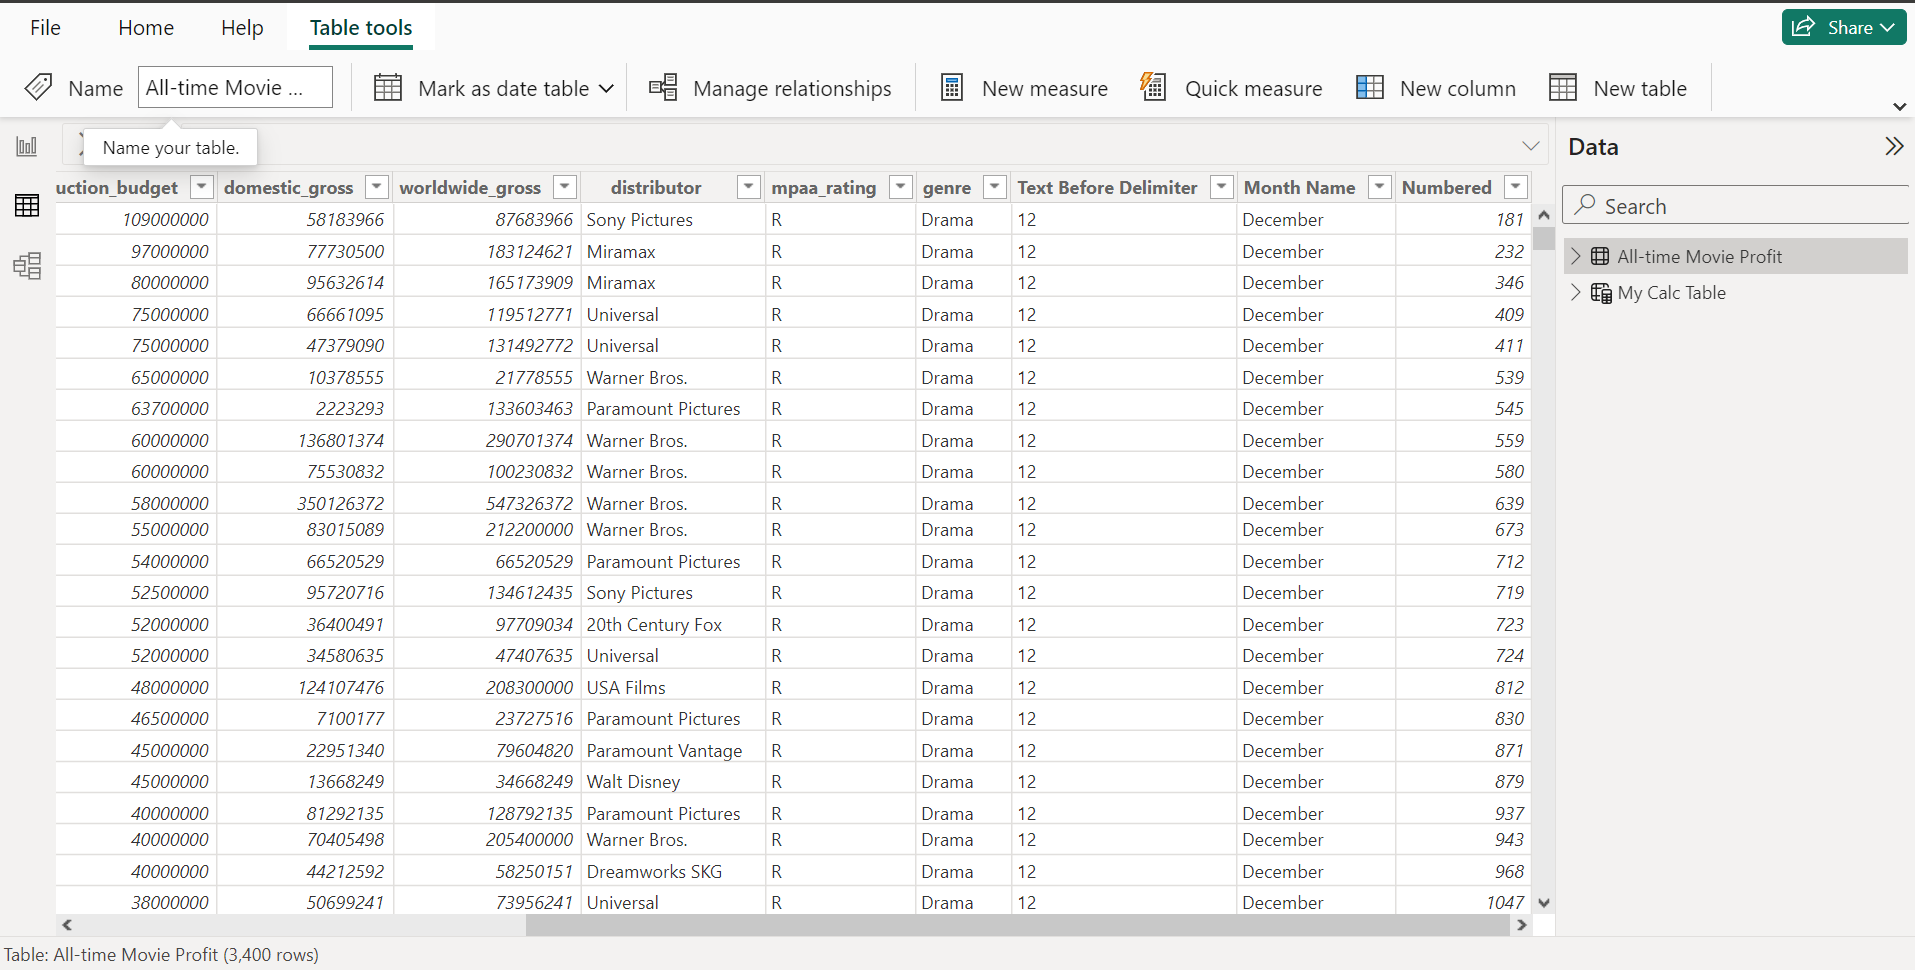 File Home Help Table tools Share
Name All-time Movie ... Mark as date table Manage relationships New measure Quick measure New column New table
Name your table.
Data
Search
All-time Movie Profit
My Calc Table
uction_budget domestic_gross worldwide_gross distributor mpaa_rating genre Text Before Delimiter Month Name Numbered
109000000 58183966 87683966 Sony Pictures R Drama 12 December 181
97000000 77730500 183124621 Miramax R Drama 12 December 232
80000000 95632614 165173909 Miramax R Drama 12 December 346
75000000 66661095 119512771 Universal R Drama 12 December 409
75000000 47379090 131492772 Universal R Drama 12 December 411
65000000 10378555 21778555 Warner Bros. R Drama 12 December 539
63700000 2223293 133603463 Paramount Pictures R Drama 12 December 545
60000000 136801374 290701374 Warner Bros. R Drama 12 December 559
60000000 75530832 100230832 Warner Bros. R Drama 12 December 580
58000000 350126372 547326372 Warner Bros. R Drama 12 December 639
55000000 83015089 212200000 Warner Bros. R Drama 12 December 673
54000000 66520529 66520529 Paramount Pictures R Drama 12 December 712
52500000 95720716 134612435 Sony Pictures R Drama 12 December 719
52000000 36400491 97709034 20th Century Fox R Drama 12 December 723
52000000 34580635 47407635 Universal R Drama 12 December 724
48000000 124107476 208300000 USA Films R Drama 12 December 812
46500000 7100177 23727516 Paramount Pictures R Drama 12 December 830
45000000 22951340 79604820 Paramount Vantage R Drama 12 December 871
45000000 13668249 34668249 Walt Disney R Drama 12 December 879
40000000 81292135 128792135 Paramount Pictures R Drama 12 December 937
40000000 70405498 205400000 Warner Bros. R Drama 12 December 943
40000000 44212592 58250151 Dreamworks SKG R Drama 12 December 968
38000000 50699241 73956241 Universal R Drama 12 December 1047
Table: All-time Movie Profit (3,400 rows)